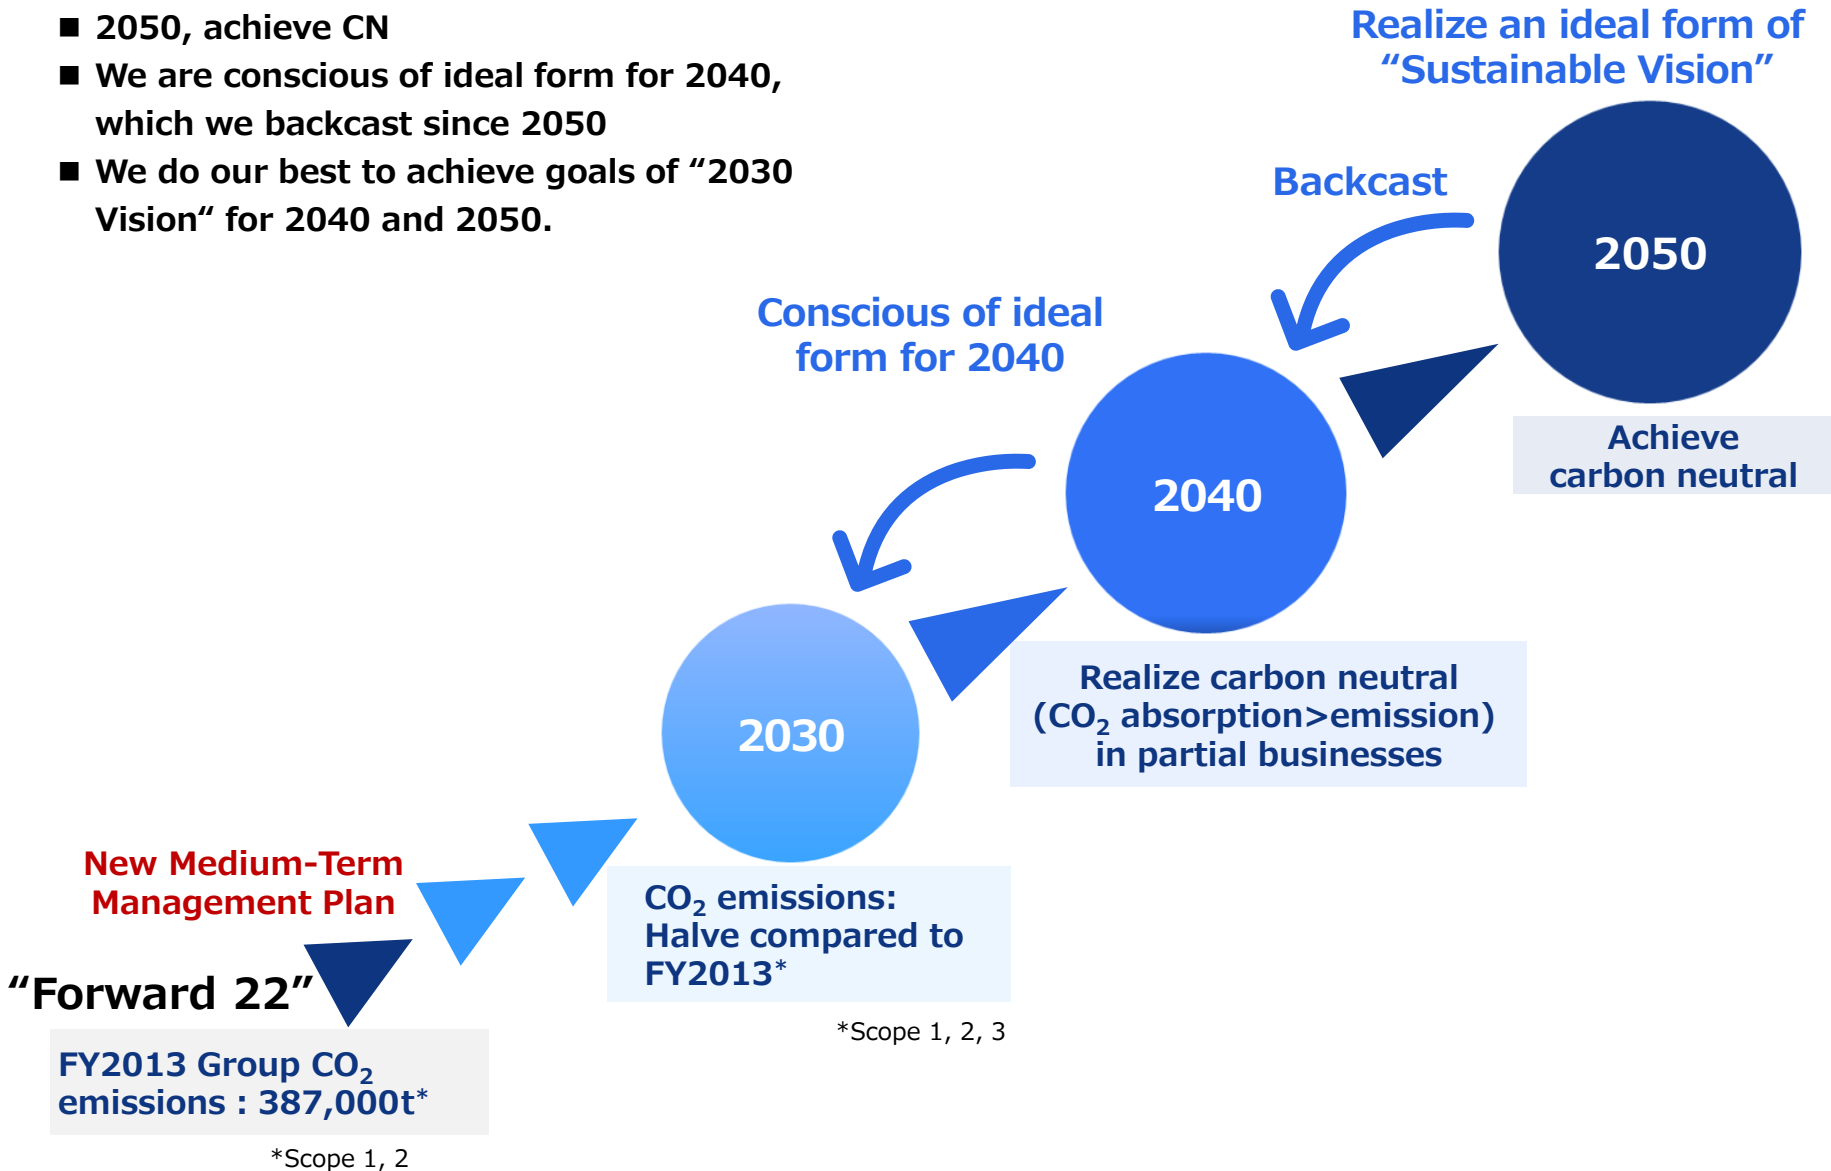 ■ 2050, achieve CN
■ We are conscious of ideal form for 2040,
which we backcast since 2050
■ We do our best to achieve goals of “2030
Vision“ for 2040 and 2050.
Realize an ideal form of
“Sustainable Vision”
Backcast
2050
Achieve
carbon neutral
Conscious of ideal
form for 2040
2040
Realize carbon neutral
(CO₂ absorption>emission)
in partial businesses
2030
CO₂ emissions:
Halve compared to
FY2013*
*Scope 1, 2, 3
New Medium-Term
Management Plan
“Forward 22”
FY2013 Group CO₂
emissions : 387,000t*
*Scope 1, 2